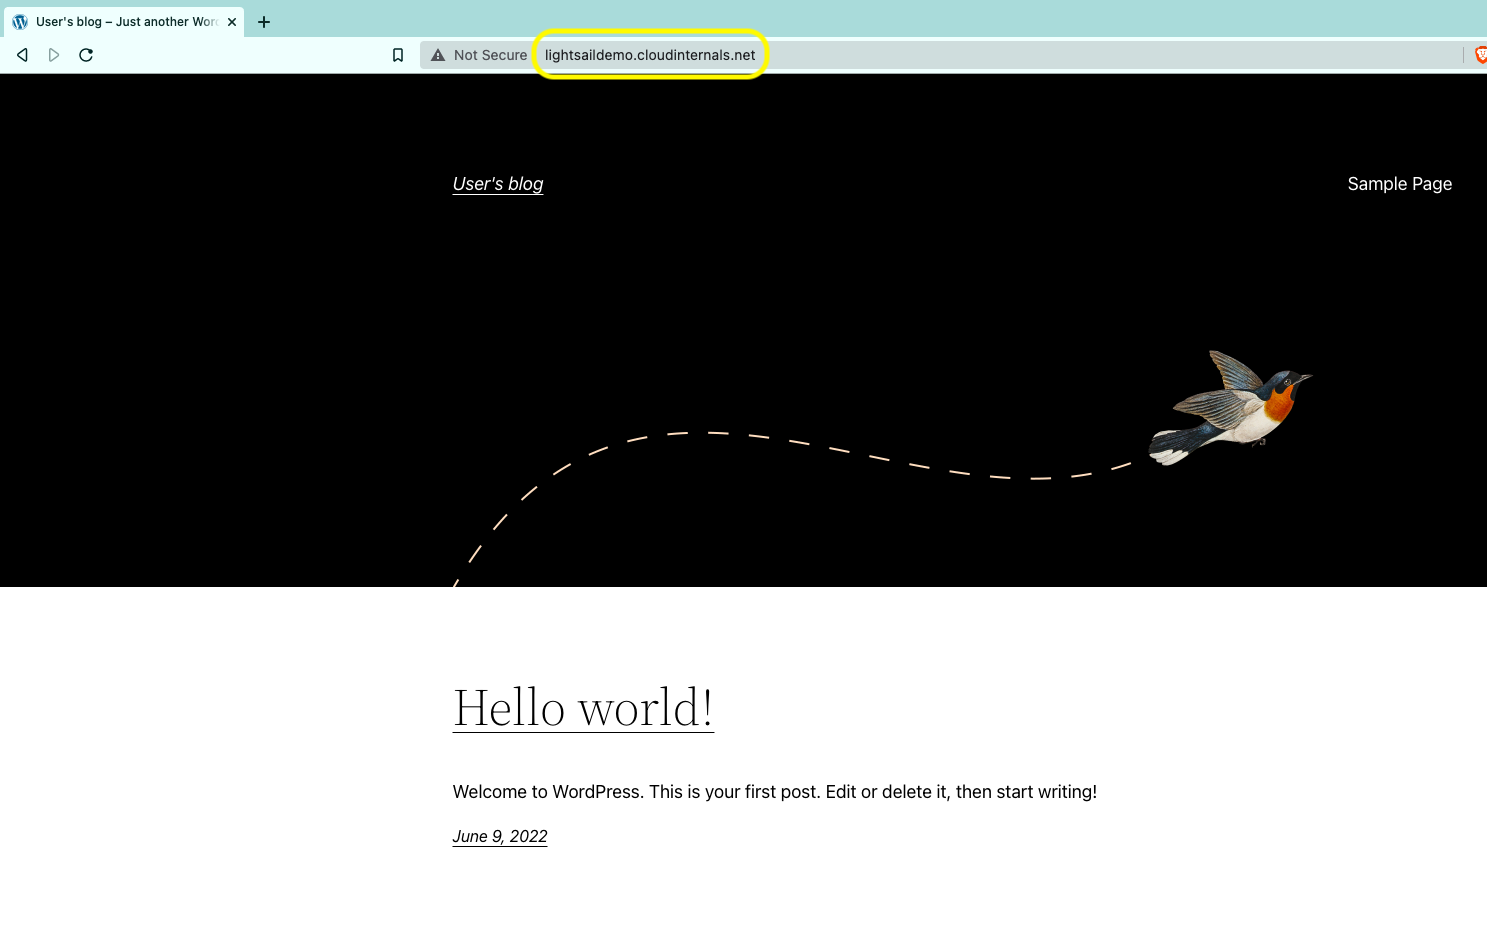 User's blog – Just another Word
Not Secure lightsaildemo.cloudinternals.net
User's blog
Sample Page
Hello world!
Welcome to WordPress. This is your first post. Edit or delete it, then start writing!
June 9, 2022